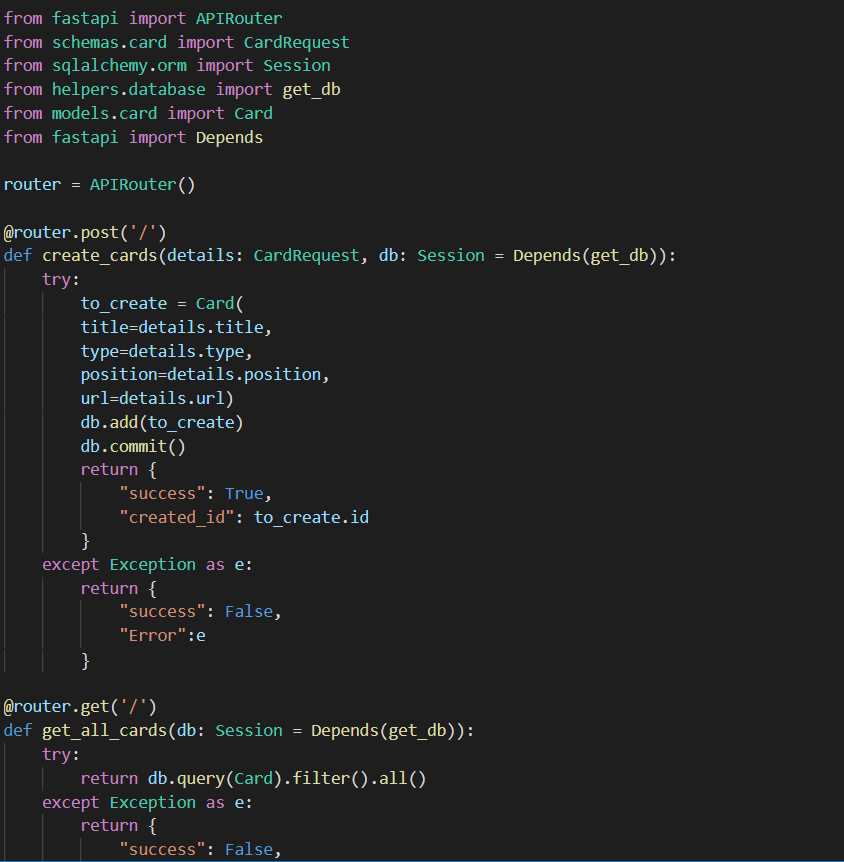 from fastapi import APIRouter
from schemas.card import CardRequest
from sqlalchemy.orm import Session
from helpers.database import get_db
from models.card import Card
from fastapi import Depends

router = APIRouter()

@router.post('/')
def create_cards(details: CardRequest, db: Session = Depends(get_db)):
    try:
        to_create = Card(
        title=details.title,
        type=details.type,
        position=details.position,
        url=details.url)
        db.add(to_create)
        db.commit()
        return {
            "success": True,
            "created_id": to_create.id
        }
    except Exception as e:
        return {
            "success": False,
            "Error":e
        }

@router.get('/')
def get_all_cards(db: Session = Depends(get_db)):
    try:
        return db.query(Card).filter().all()
    except Exception as e:
        return {
            "success": False,